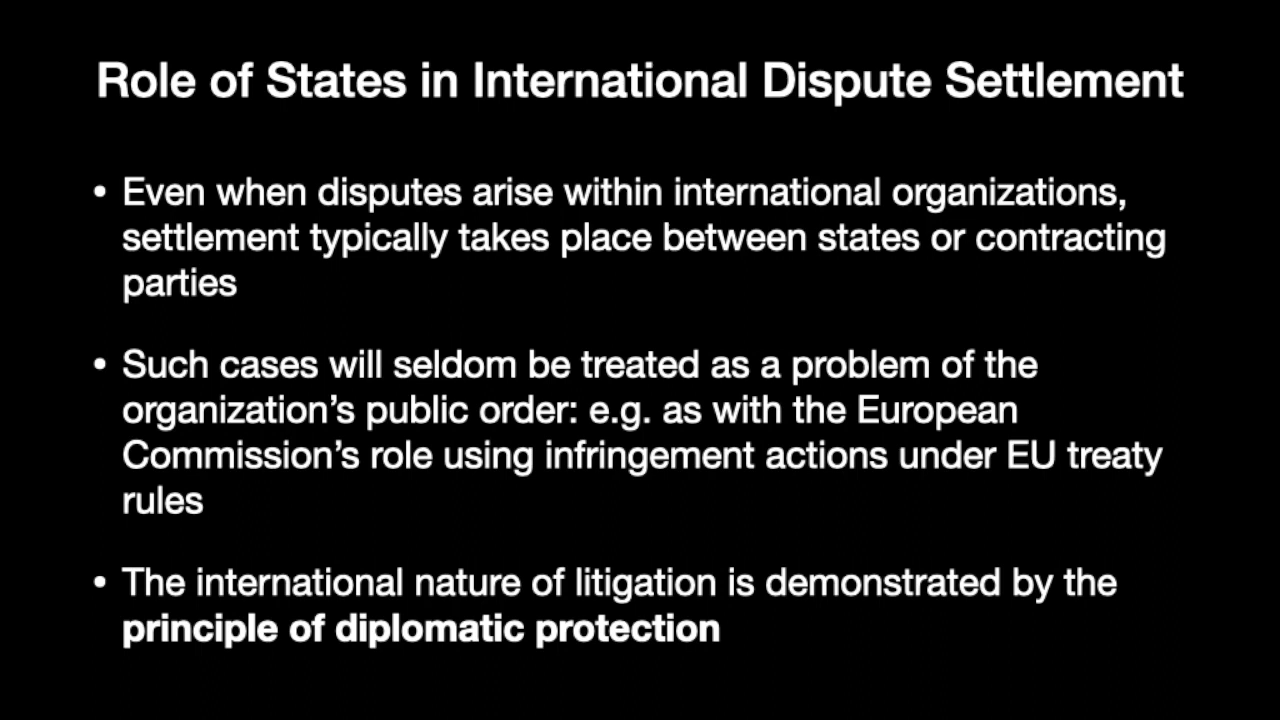 Role of States in International Dispute Settlement
• Even when disputes arise within international organizations,
settlement typically takes place between states or contracting
parties
• Such cases will seldom be treated as a problem of the
organization’s public order: e.g. as with the European
Commission’s role using infringement actions under EU treaty
rules
• The international nature of litigation is demonstrated by the
principle of diplomatic protection